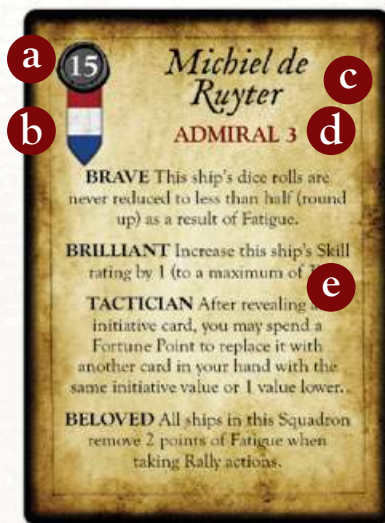 a
15
Michiel de
Ruyter
c
b
ADMIRAL 3
d
BRAVE This ship's dice rolls are
never reduced to less than half (round
up) as a result of Fatigue.
BRILLIANT Increase this ship's Skill
rating by 1 (to a maximum of
e
TACTICIAN After revealing
initiative card, you may spend a
Fortune Point to replace it with
another card in your hand with the
same initiative value or 1 value lower..
BELOVED All ships in this Squadron
remove 2 points of Fatigue when
taking Rally actions.